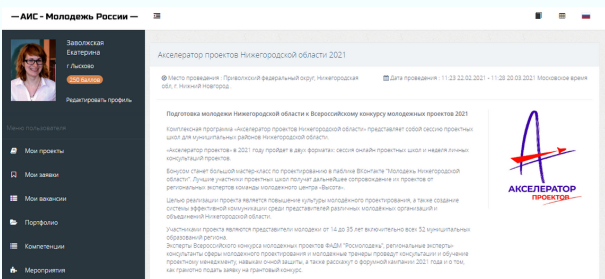 —АИС - Молодежь России —
Заволжская
Екатерина
г Лысково
250 баллов
Редактировать профиль
Меню пользователя
Мои проекты
Мои заявки
Мои вакансии
Портфолио
Компетенции
Мероприятия
Акселератор проектов Нижегородской области 2021
Место проведения : Приволжский федеральный округ, Нижегородская
обл, г. Нижний Новгород .
Дата проведения : 11:23 22.02.2021 - 11:28 20.03.2021 Московское время
Подготовка молодежи Нижегородской области к Всероссийскому конкурсу молодежных проектов 2021
Комплексная программа «Акселератор проектов Нижегородской области» представляет собой сессию проектных
школ для муниципальных районов Нижегородской области.
«Акселератор проектов» в 2021 году пройдет в двух форматах: сессия онлайн проектных школ и неделя личных
консультаций проектов.
Бонусом станет большой мастер-класс по проектированию в паблике ВКонтакте "Молодежь Нижегородской
области". Лучшие участники проектных школ получат дальнейшее сопровождение их проектов от
региональных экспертов команды молодежного центра «Высота».
Целью реализации проекта является повышение культуры молодёжного проектирования, а также создание
системы эффективной коммуникации среди представителей различных молодёжных организаций и
объединений Нижегородской области.
Участниками проекта являются представители молодежи от 14 до 35 лет включительно всех 52 муниципальных
образований региона.
Эксперты Всероссийского конкурса молодежных проектов ФАДМ "Росмолодежь", региональные эксперты-
консультанты сферы молодежного проектирования и молодежные тренеры проведут консультации и обучение
проектному менеджменту, навыкам очной защиты, а также расскажут о форумной кампании 2021 года и о том,
как грамотно подать заявку на грантовый конкурс.
АКСЕЛЕРАТОР
ПРОЕКТОВ